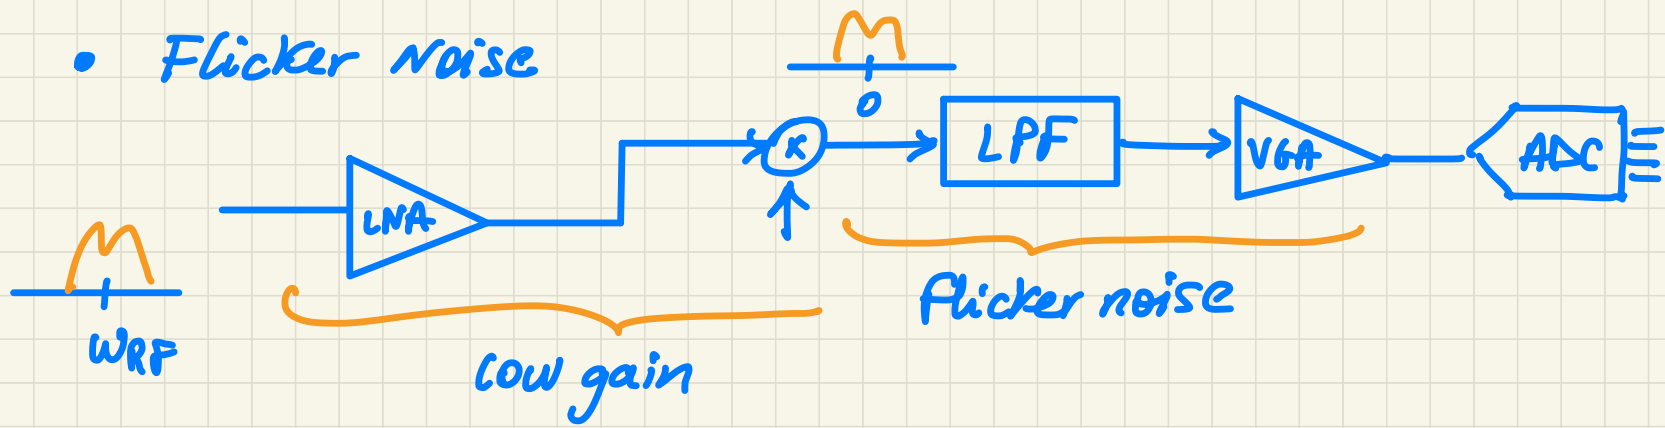 • Flicker Noise
0
LPF
VGA
ADC
LNA
X
WRF
low gain
flicker noise